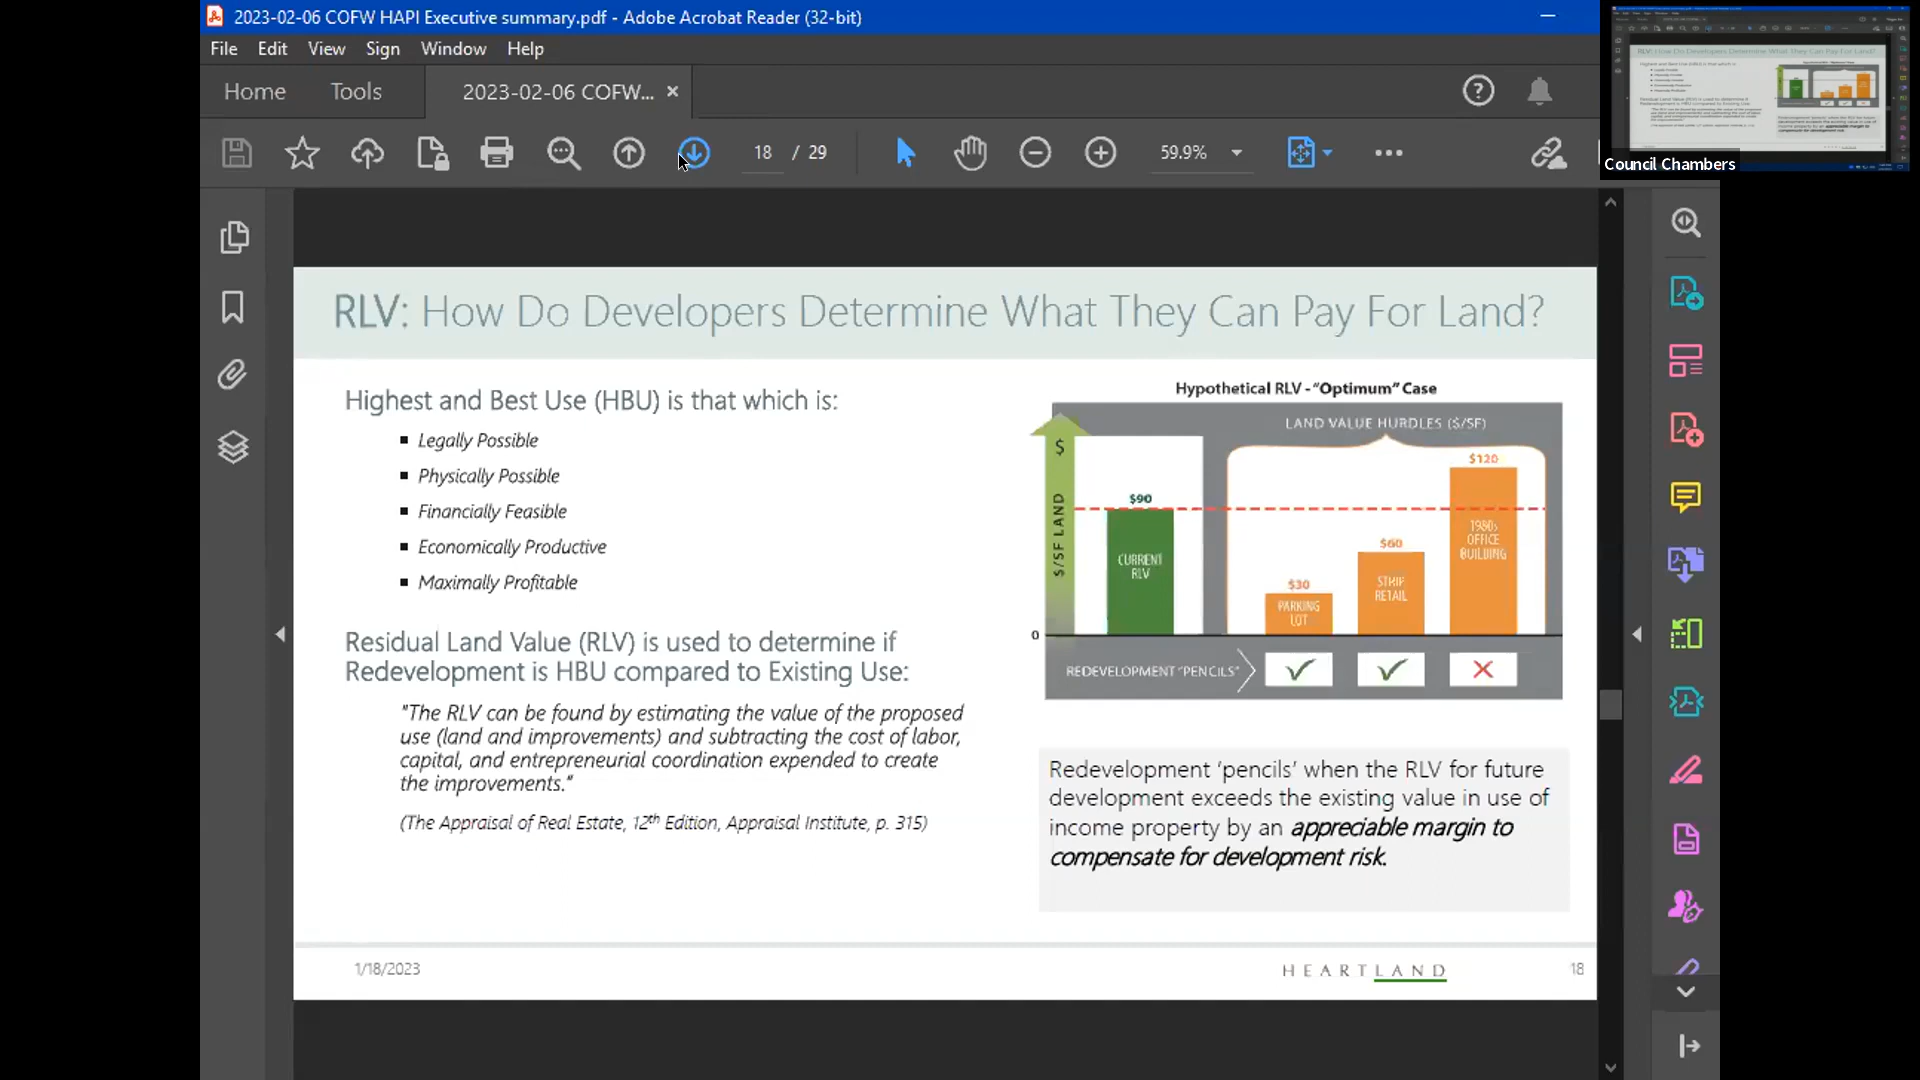 2023-02-06 COFW HAPI Executive summary.pdf - Adobe Acrobat Reader (32-bit)
File Edit View Sign Window Help
Home Tools 2023-02-06 COFW... ×
18 / 29 59.9%
Council Chambers
RLV: How Do Developers Determine What They Can Pay For Land?
Highest and Best Use (HBU) is that which is:
▪ Legally Possible
▪ Physically Possible
▪ Financially Feasible
▪ Economically Productive
▪ Maximally Profitable
Residual Land Value (RLV) is used to determine if
Redevelopment is HBU compared to Existing Use:
"The RLV can be found by estimating the value of the proposed
use (land and improvements) and subtracting the cost of labor,
capital, and entrepreneurial coordination expended to create
the improvements."
(The Appraisal of Real Estate, 12th Edition, Appraisal Institute, p. 315)
Hypothetical RLV - "Optimum" Case
LAND VALUE HURDLES ($/SF)
$
$/SF LAND
0
$90
CURRENT
RLV
$30
PARKING
LOT
$60
STRIP
RETAIL
$120
1980s
OFFICE
BUILDING
REDEVELOPMENT "PENCILS"
Redevelopment 'pencils' when the RLV for future
development exceeds the existing value in use of
income property by an appreciable margin to
compensate for development risk.
1/18/2023
HEARTLAND
18